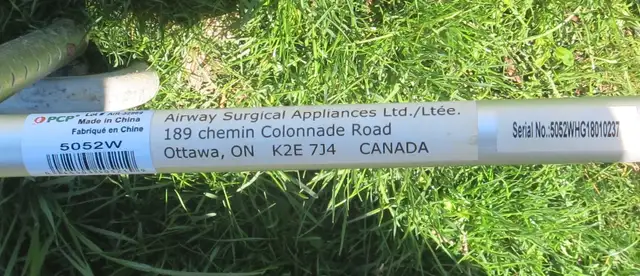 PCP Lot #
Made in China
Fabriqué en Chine
5052W
Airway Surgical Appliances Ltd./Ltée.
189 chemin Colonnade Road
Ottawa, ON K2E 7J4 CANADA
Serial No.:5052WHG18010237